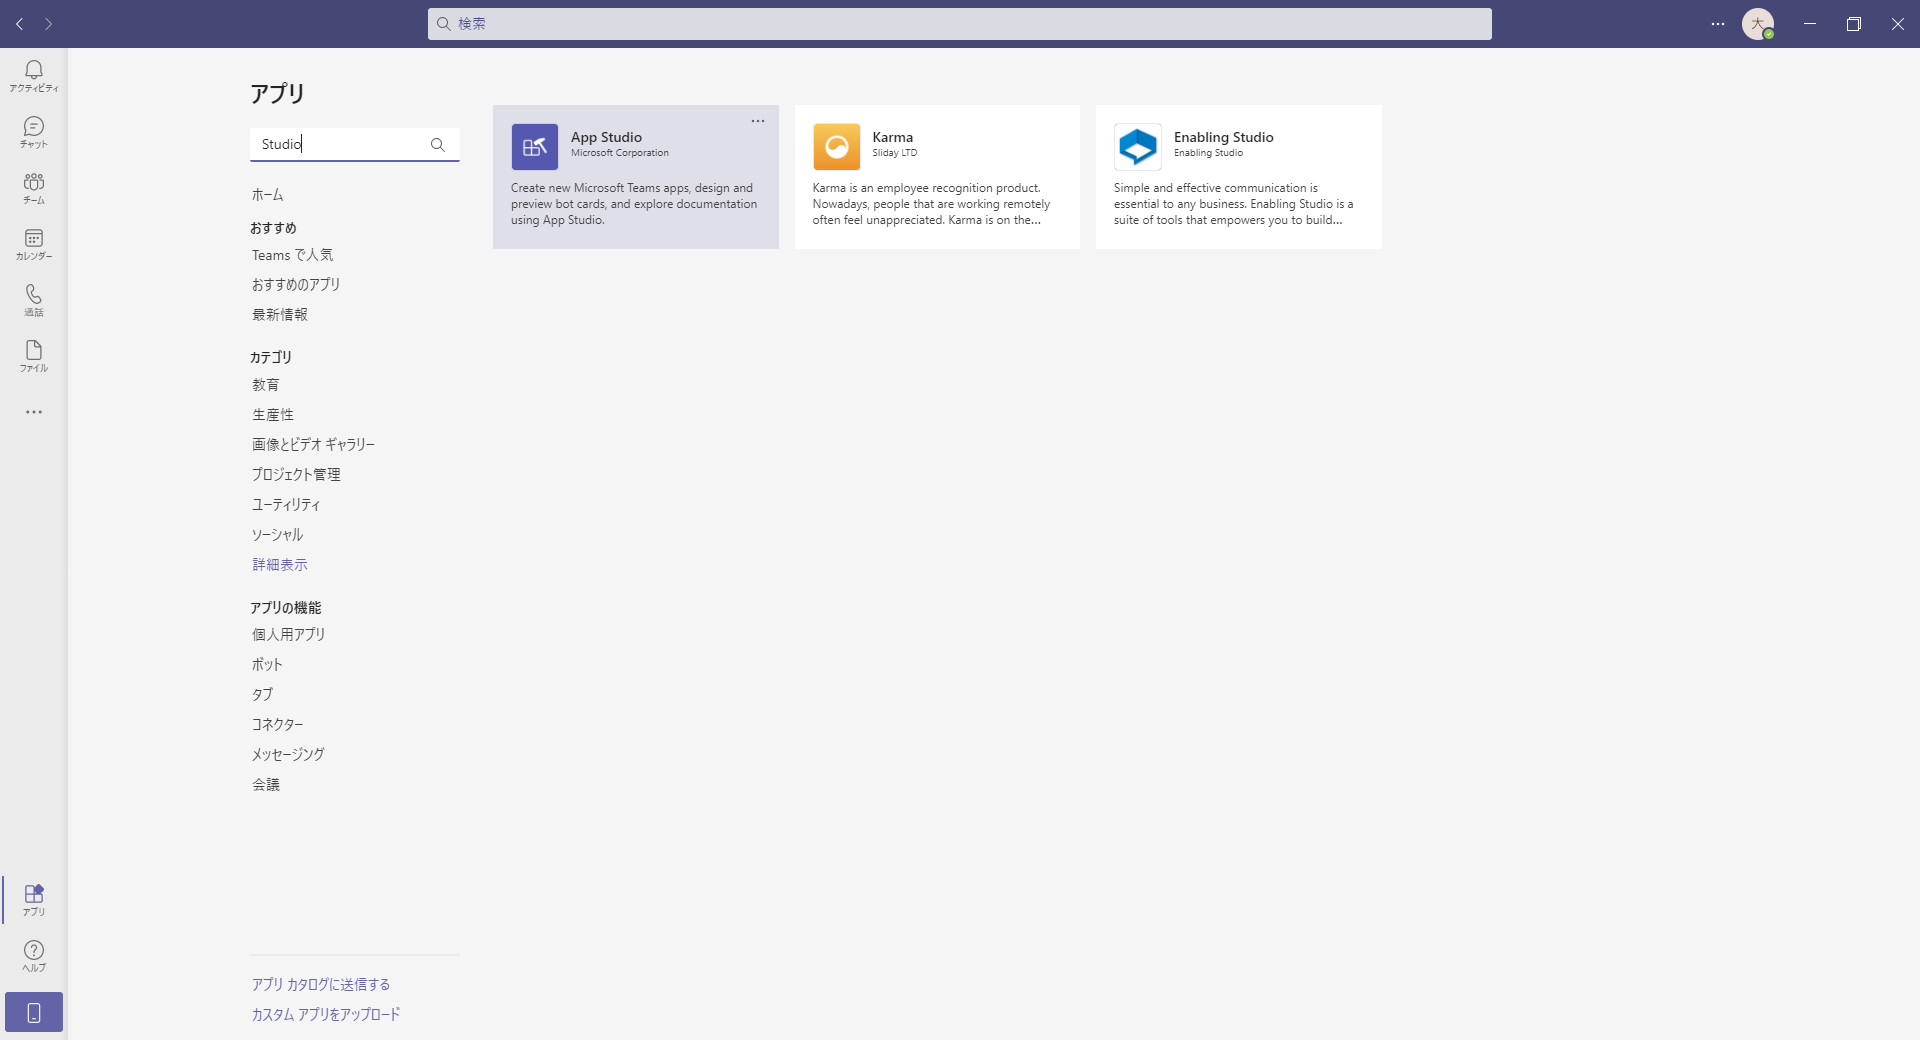 検索
大
アクティビティ
チャット
チーム
カレンダー
通話
ファイル
アプリ
ヘルプ
アプリ
Studio
ホーム
おすすめ
Teams で人気
おすすめのアプリ
最新情報
カテゴリ
教育
生産性
画像とビデオ ギャラリー
プロジェクト管理
ユーティリティ
ソーシャル
詳細表示
アプリの機能
個人用アプリ
ボット
タブ
コネクター
メッセージング
会議
アプリ カタログに送信する
カスタム アプリをアップロード
App Studio
Microsoft Corporation
Create new Microsoft Teams apps, design and
preview bot cards, and explore documentation
using App Studio.
Karma
Sliday LTD
Karma is an employee recognition product.
Nowadays, people that are working remotely
often feel unappreciated. Karma is on the...
Enabling Studio
Enabling Studio
Simple and effective communication is
essential to any business. Enabling Studio is a
suite of tools that empowers you to build...